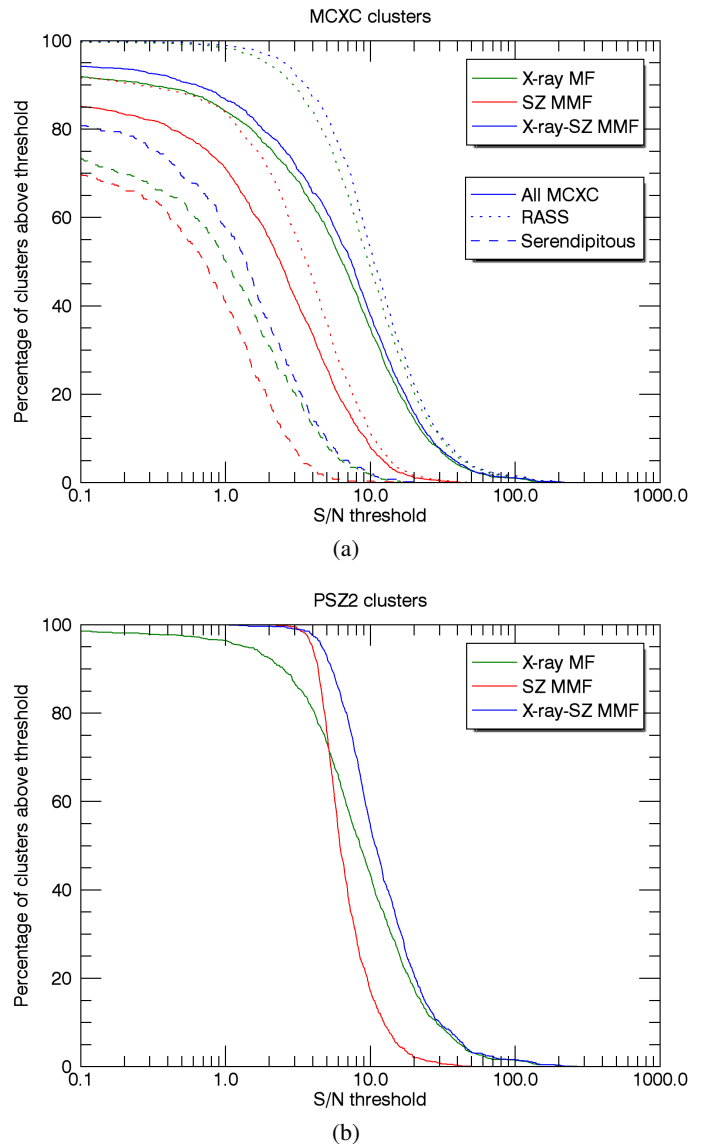 MCXC clusters
Percentage of clusters above threshold
100
80
60
40
20
0
X-ray MF
SZ MMF
X-ray-SZ MMF
All MCXC
RASS
Serendipitous
0.1 1.0 10.0 100.0 1000.0
S/N threshold
(a)
PSZ2 clusters
Percentage of clusters above threshold
100
80
60
40
20
0
X-ray MF
SZ MMF
X-ray-SZ MMF
0.1 1.0 10.0 100.0 1000.0
S/N threshold
(b)